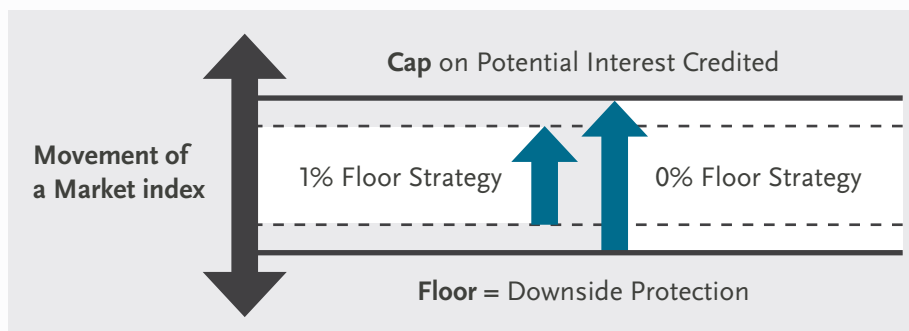 Cap on Potential Interest Credited
Movement of
a Market index
1% Floor Strategy
0% Floor Strategy
Floor = Downside Protection